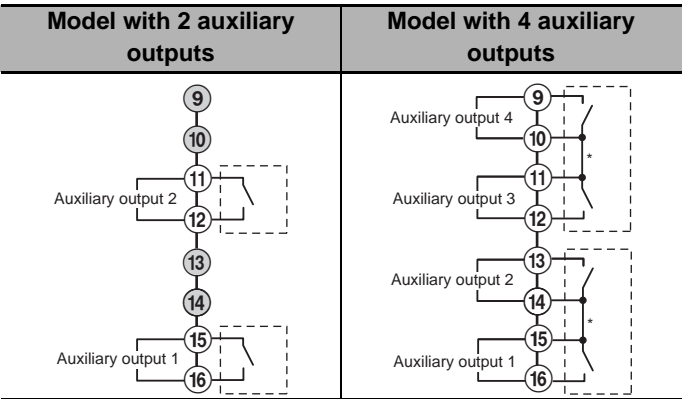 Model with 2 auxiliary
outputs
9
10
11
Auxiliary output 2
12
13
14
15
Auxiliary output 1
16
Model with 4 auxiliary
outputs
9
Auxiliary output 4
10
*
11
Auxiliary output 3
12
13
Auxiliary output 2
14
*
15
Auxiliary output 1
16